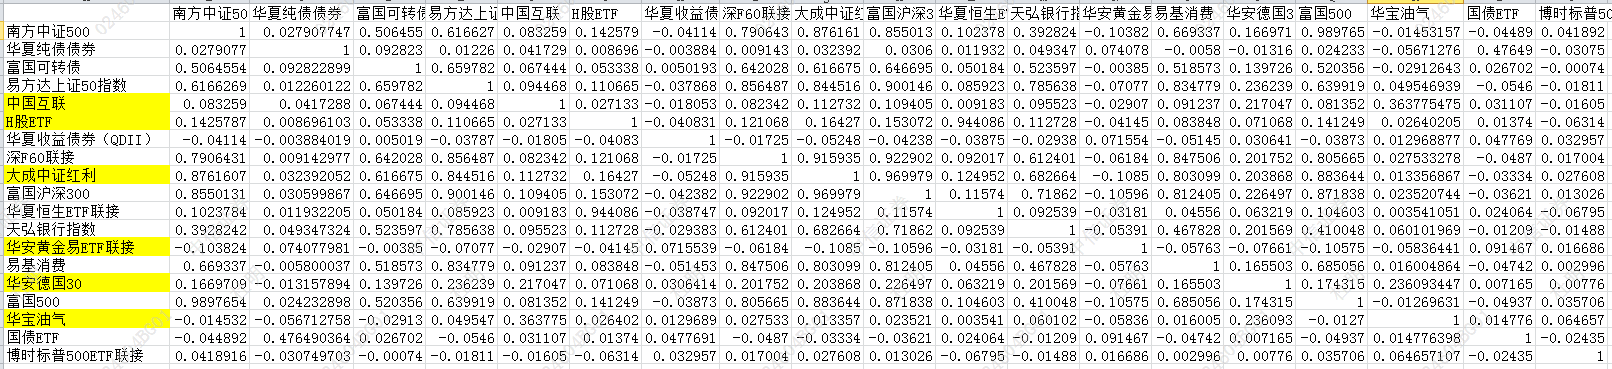 南方中证50 华夏纯债债券 富国可转债 易方达上证 中国互联 H股ETF 华夏收益债 深F60联接 大成中证红 富国沪深3 华夏恒生E 天弘银行指 华安黄金易 易基消费 华安德国3 富国500 华宝油气 国债ETF 博时标普500
南方中证500 1 0.027907747 0.506455 0.616627 0.083259 0.142579 -0.04114 0.790643 0.876161 0.855013 0.102378 0.392824 -0.10382 0.669337 0.166971 0.989765 -0.01453157 -0.04489 0.041892
华夏纯债债券 0.0279077 1 0.092823 0.01226 0.041729 0.008696 -0.003884 0.009143 0.032392 0.0306 0.011932 0.049347 0.074078 -0.0058 -0.01316 0.024233 -0.05671276 0.47649 -0.03075
富国可转债 0.5064554 0.092822899 1 0.659782 0.067444 0.053338 0.0050193 0.642028 0.616675 0.646695 0.050184 0.523597 -0.00385 0.518573 0.139726 0.520356 -0.02912643 0.026702 -0.00074
易方达上证50指数 0.6166269 0.012260122 0.659782 1 0.094468 0.110665 -0.037868 0.856487 0.844516 0.900146 0.085923 0.785638 -0.07077 0.834779 0.236239 0.639919 0.049546939 -0.0546 -0.01811
中国互联 0.083259 0.0417288 0.067444 0.094468 1 0.027133 -0.018053 0.082342 0.112732 0.109405 0.009183 0.095523 -0.02907 0.091237 0.217047 0.081352 0.363775475 0.031107 -0.01605
H股ETF 0.1425787 0.008696103 0.053338 0.110665 0.027133 1 -0.040831 0.121068 0.16427 0.153072 0.944086 0.112728 -0.04145 0.083848 0.071068 0.141249 0.02640205 0.01374 -0.06314
华夏收益债券（QDII） -0.04114 -0.003884019 0.005019 -0.03787 -0.01805 -0.04083 1 -0.01725 -0.05248 -0.04238 -0.03875 -0.02938 0.071554 -0.05145 0.030641 -0.03873 0.012968877 0.047769 0.032957
深F60联接 0.7906431 0.009142977 0.642028 0.856487 0.082342 0.121068 -0.01725 1 0.915935 0.922902 0.092017 0.612401 -0.06184 0.847506 0.201752 0.805665 0.027533278 -0.0487 0.017004
大成中证红利 0.8761607 0.032392052 0.616675 0.844516 0.112732 0.16427 -0.05248 0.915935 1 0.969979 0.124952 0.682664 -0.1085 0.803099 0.203868 0.883644 0.013356867 -0.03334 0.027608
富国沪深300 0.8550131 0.030599867 0.646695 0.900146 0.109405 0.153072 -0.042382 0.922902 0.969979 1 0.11574 0.71862 -0.10596 0.812405 0.226497 0.871838 0.023520744 -0.03621 0.013026
华夏恒生ETF联接 0.1023784 0.011932205 0.050184 0.085923 0.009183 0.944086 -0.038747 0.092017 0.124952 0.11574 1 0.092539 -0.03181 0.04556 0.063219 0.104603 0.003541051 0.024064 -0.06795
天弘银行指数 0.3928242 0.049347324 0.523597 0.785638 0.095523 0.112728 -0.029383 0.612401 0.682664 0.71862 0.092539 1 -0.05391 0.467828 0.201569 0.410048 0.060101969 -0.01209 -0.01488
华安黄金易ETF联接 -0.103824 0.074077981 -0.00385 -0.07077 -0.02907 -0.04145 0.0715539 -0.06184 -0.1085 -0.10596 -0.03181 -0.05391 1 -0.05763 -0.07661 -0.10575 -0.05836441 0.091467 0.016686
易基消费 0.669337 -0.005800037 0.518573 0.834779 0.091237 0.083848 -0.051453 0.847506 0.803099 0.812405 0.04556 0.467828 -0.05763 1 0.165503 0.685056 0.016004864 -0.04742 0.002996
华安德国30 0.1669709 -0.013157894 0.139726 0.236239 0.217047 0.071068 0.0306414 0.201752 0.203868 0.226497 0.063219 0.201569 -0.07661 0.165503 1 0.174315 0.236093447 0.007165 0.00776
富国500 0.9897654 0.024232898 0.520356 0.639919 0.081352 0.141249 -0.03873 0.805665 0.883644 0.871838 0.104603 0.410048 -0.10575 0.685056 0.174315 1 -0.01269631 -0.04937 0.035706
华宝油气 -0.014532 -0.056712758 -0.02913 0.049547 0.363775 0.026402 0.0129689 0.027533 0.013357 0.023521 0.003541 0.060102 -0.05836 0.016005 0.236093 -0.0127 1 0.014776 0.064657
国债ETF -0.044892 0.476490364 0.026702 -0.0546 0.031107 0.01374 0.0477691 -0.0487 -0.03334 -0.03621 0.024064 -0.01209 0.091467 -0.04742 0.007165 -0.04937 0.014776398 1 -0.02435
博时标普500ETF联接 0.0418916 -0.030749703 -0.00074 -0.01811 -0.01605 -0.06314 0.032957 0.017004 0.027608 0.013026 -0.06795 -0.01488 0.016686 0.002996 0.00776 0.035706 0.064657107 -0.02435 1